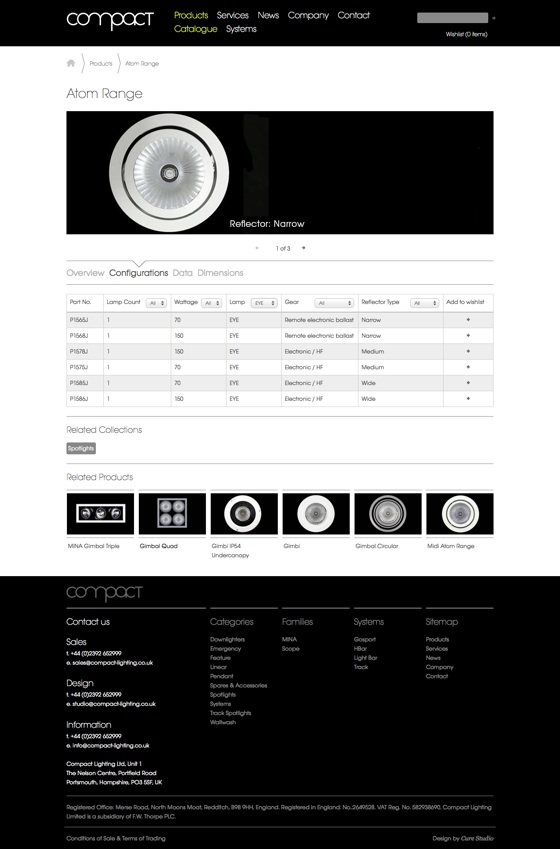 compact
Products Services News Company Contact
Catalogue Systems
Wishlist (0 items)
Products Atom Range
Atom Range
Reflector: Narrow
1 of 3
Overview Configurations Data Dimensions
Part No. Lamp Count All Wattage All Lamp EYE Gear All Reflector Type All Add to wishlist
P1565J 1 70 EYE Remote electronic ballast Narrow +
P1568J 1 150 EYE Remote electronic ballast Narrow +
P1578J 1 150 EYE Electronic / HF Medium +
P1575J 1 70 EYE Electronic / HF Medium +
P1585J 1 70 EYE Electronic / HF Wide +
P1586J 1 150 EYE Electronic / HF Wide +
Related Collections
Spotlights
Related Products
MINA Gimbal Triple Gimbal Quad Gimbi IP54 Gimbi Gimbal Circular Midi Atom Range
Undercanopy
compact
Contact us Categories Families Systems Sitemap
Sales
t. +44 (0)2392 652999
e. sales@compact-lighting.co.uk
Design
t. +44 (0)2392 652999
e. studio@compact-lighting.co.uk
Information
t. +44 (0)2392 652999
e. info@compact-lighting.co.uk
Compact Lighting Ltd, Unit 1
The Nelson Centre, Portfield Road
Portsmouth, Hampshire, PO3 5SF, UK
Downlighters
Emergency
Feature
Linear
Pendant
Spares & Accessories
Spotlights
Systems
Track Spotlights
Wallwash
MINA
Scope
Gosport
HBar
Light Bar
Track
Products
Services
News
Company
Contact
Registered Office: Merse Road, North Moons Moat, Redditch, B98 9HH, England. Registered in England: No.:2649528. VAT Reg. No. 582938690. Compact Lighting
Limited is a subsidiary of F.W. Thorpe PLC.
Conditions of Sale & Terms of Trading Design by Cure Studio